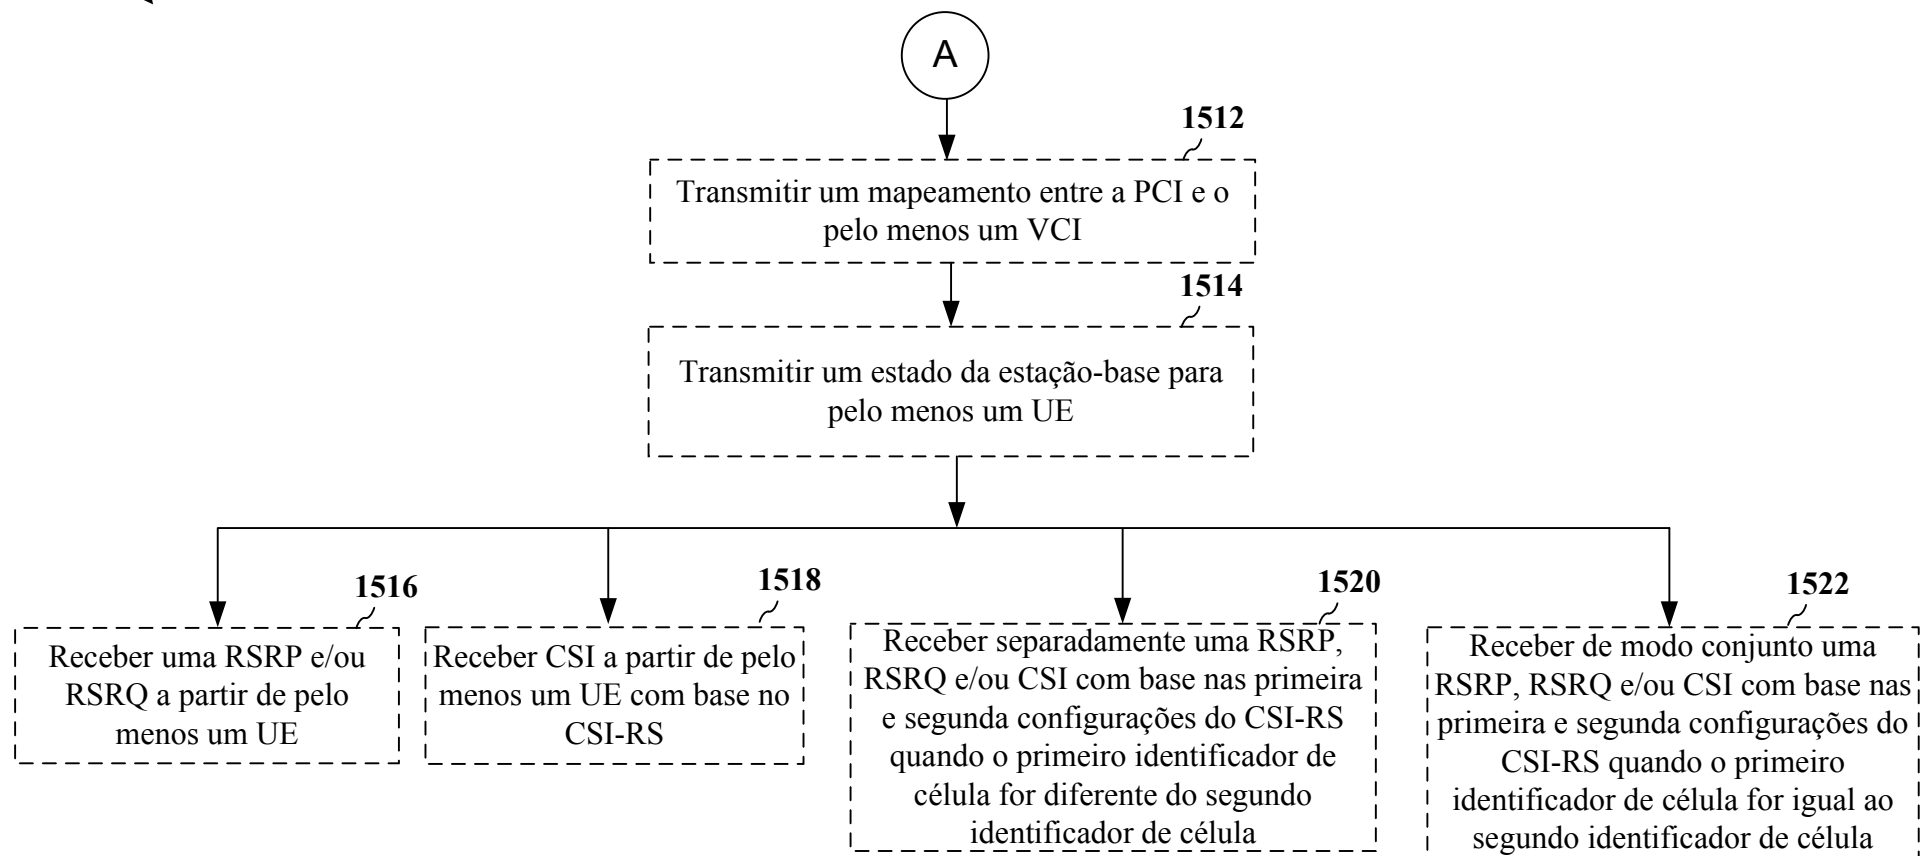 A
1512
Transmitir um mapeamento entre a PCI e o
pelo menos um VCI
1514
Transmitir um estado da estação-base para
pelo menos um UE
1516
Receber uma RSRP e/ou
RSRQ a partir de pelo
menos um UE
1518
Receber CSI a partir de pelo
menos um UE com base no
CSI-RS
1520
Receber separadamente uma RSRP,
RSRQ e/ou CSI com base nas primeira
e segunda configurações do CSI-RS
quando o primeiro identificador de
célula for diferente do segundo
identificador de célula
1522
Receber de modo conjunto uma
RSRP, RSRQ e/ou CSI com base nas
primeira e segunda configurações do
CSI-RS quando o primeiro
identificador de célula for igual ao
segundo identificador de célula